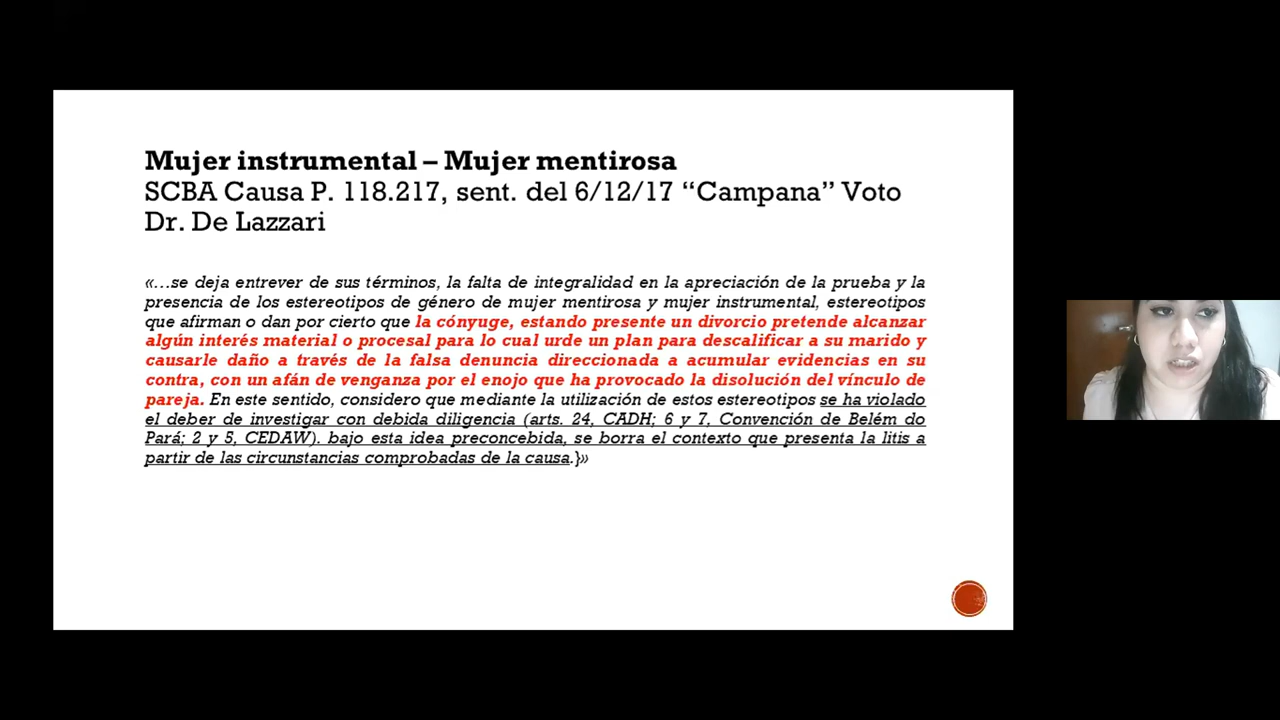 Mujer instrumental – Mujer mentirosa
SCBA Causa P. 118.217, sent. del 6/12/17 “Campana” Voto
Dr. De Lazzari
«…se deja entrever de sus términos, la falta de integralidad en la apreciación de la prueba y la
presencia de los estereotipos de género de mujer mentirosa y mujer instrumental, estereotipos
que afirman o dan por cierto que la cónyuge, estando presente un divorcio pretende alcanzar
algún interés material o procesal para lo cual urde un plan para descalificar a su marido y
causarle daño a través de la falsa denuncia direccionada a acumular evidencias en su
contra, con un afán de venganza por el enojo que ha provocado la disolución del vínculo de
pareja. En este sentido, considero que mediante la utilización de estos estereotipos se ha violado
el deber de investigar con debida diligencia (arts. 24, CADH; 6 y 7, Convención de Belém do
Pará; 2 y 5, CEDAW). bajo esta idea preconcebida, se borra el contexto que presenta la litis a
partir de las circunstancias comprobadas de la causa.}»